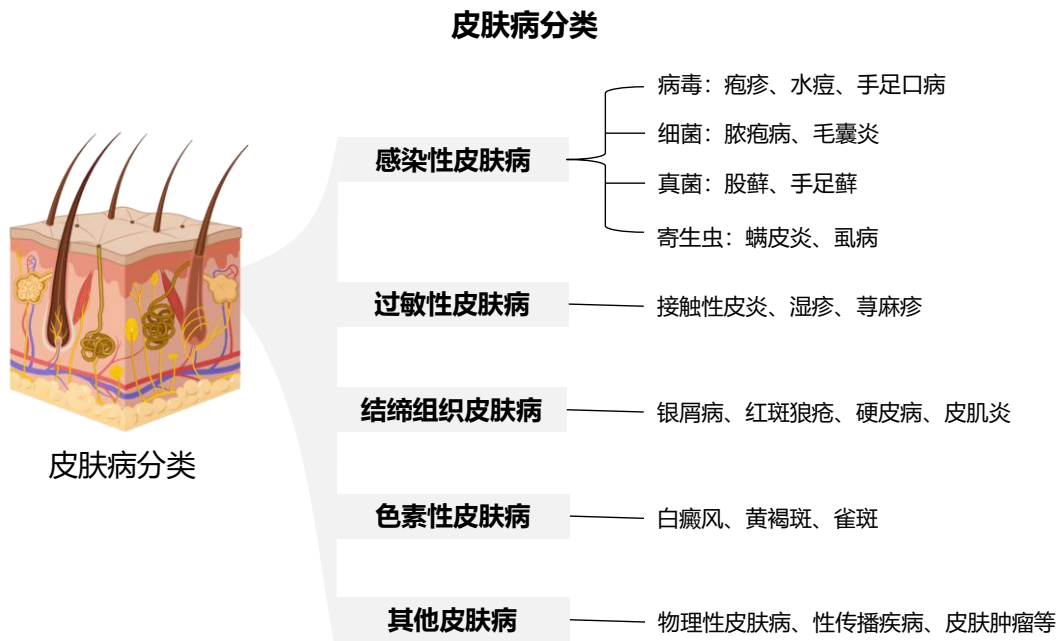 皮肤病分类
感染性皮肤病
病毒：疱疹、水痘、手足口病
细菌：脓疱病、毛囊炎
真菌：股藓、手足藓
寄生虫：螨皮炎、虱病
过敏性皮肤病
接触性皮炎、湿疹、荨麻疹
结缔组织皮肤病
银屑病、红斑狼疮、硬皮病、皮肌炎
色素性皮肤病
白癜风、黄褐斑、雀斑
其他皮肤病
物理性皮肤病、性传播疾病、皮肤肿瘤等
皮肤病分类